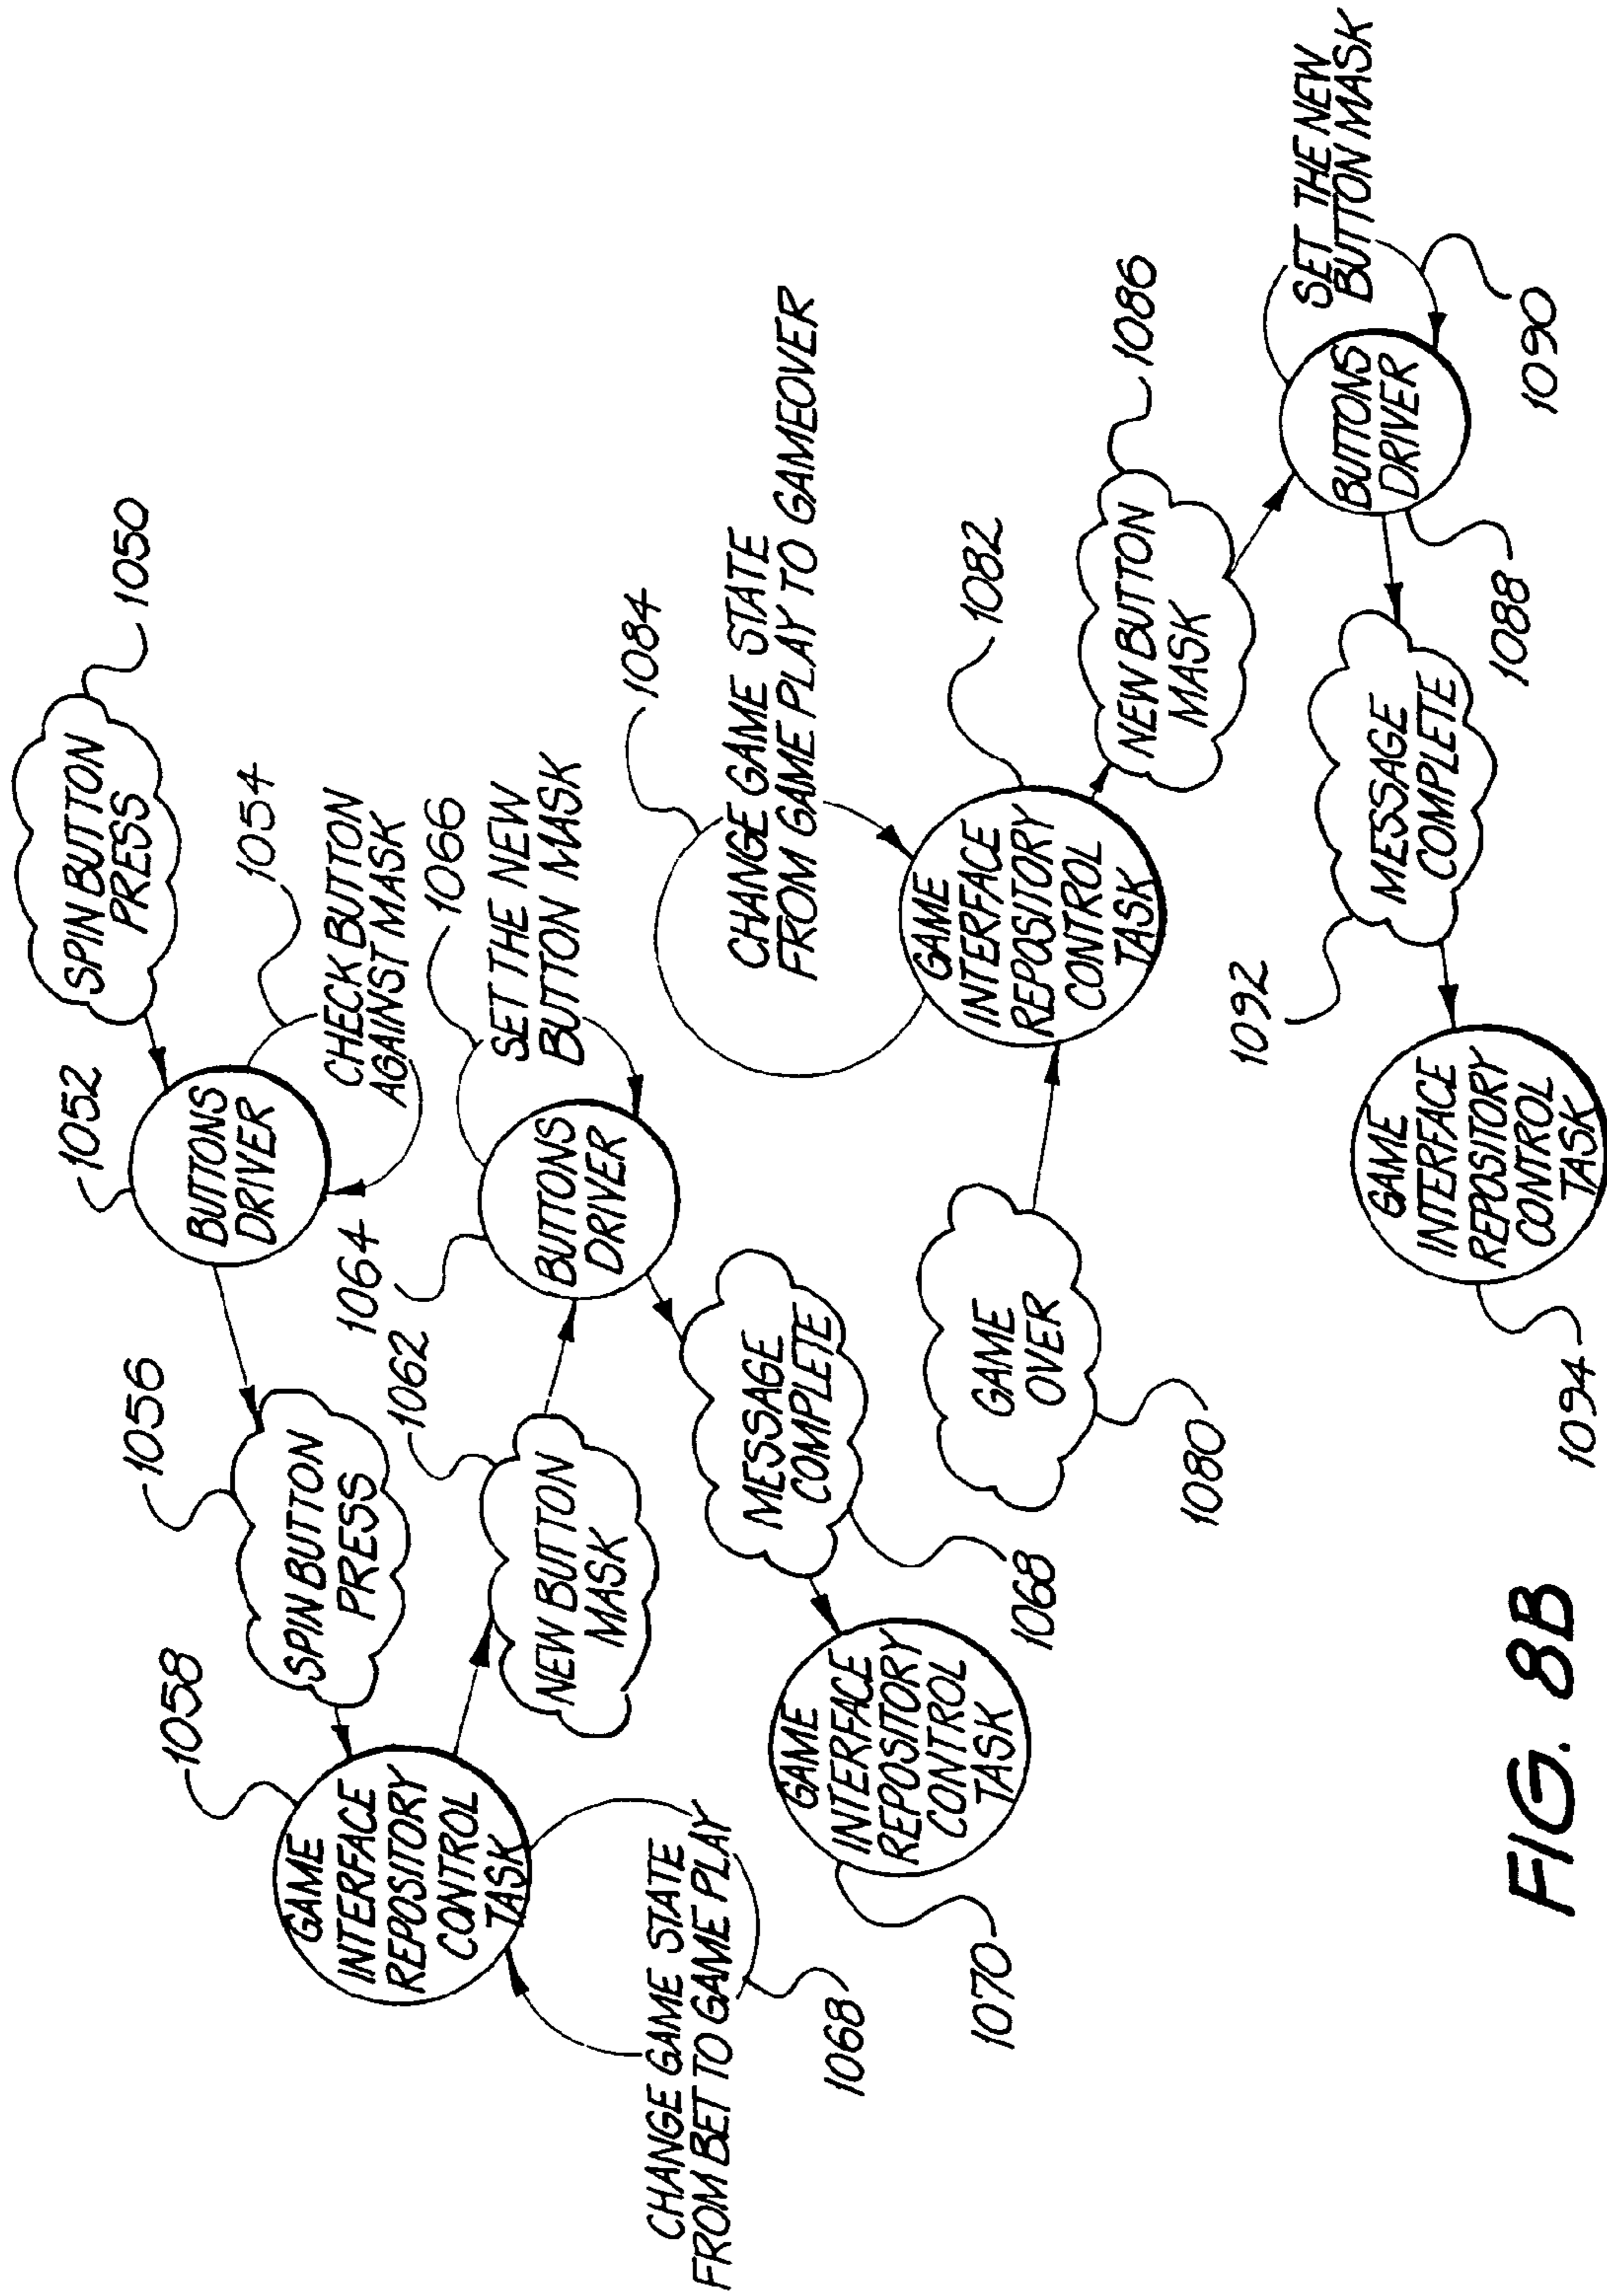 1050
SPIN BUTTON
PRESS
1052
BUTTONS
DRIVER
1054
CHECK BUTTON
AGAINST MASK
1056
SPIN BUTTON
PRESS
1058
GAME
INTERFACE
REPOSITORY
CONTROL
TASK
CHANGE GAME STATE
FROM BET TO GAME PLAY
1068
1062
NEW BUTTON
MASK
1064
BUTTONS
DRIVER
1066
SET THE NEW
BUTTON MASK
MESSAGE
COMPLETE
1068
GAME
INTERFACE
REPOSITORY
CONTROL
TASK
1070
GAME
OVER
1080
1084
CHANGE GAME STATE
FROM GAME PLAY TO GAMEOVER
GAME
INTERFACE
REPOSITORY
CONTROL
TASK
1082
NEW BUTTON
MASK
1086
BUTTONS
DRIVER
1088
SET THE NEW
BUTTON MASK
1090
MESSAGE
COMPLETE
1092
GAME
INTERFACE
REPOSITORY
CONTROL
TASK
1094
FIG. 8B